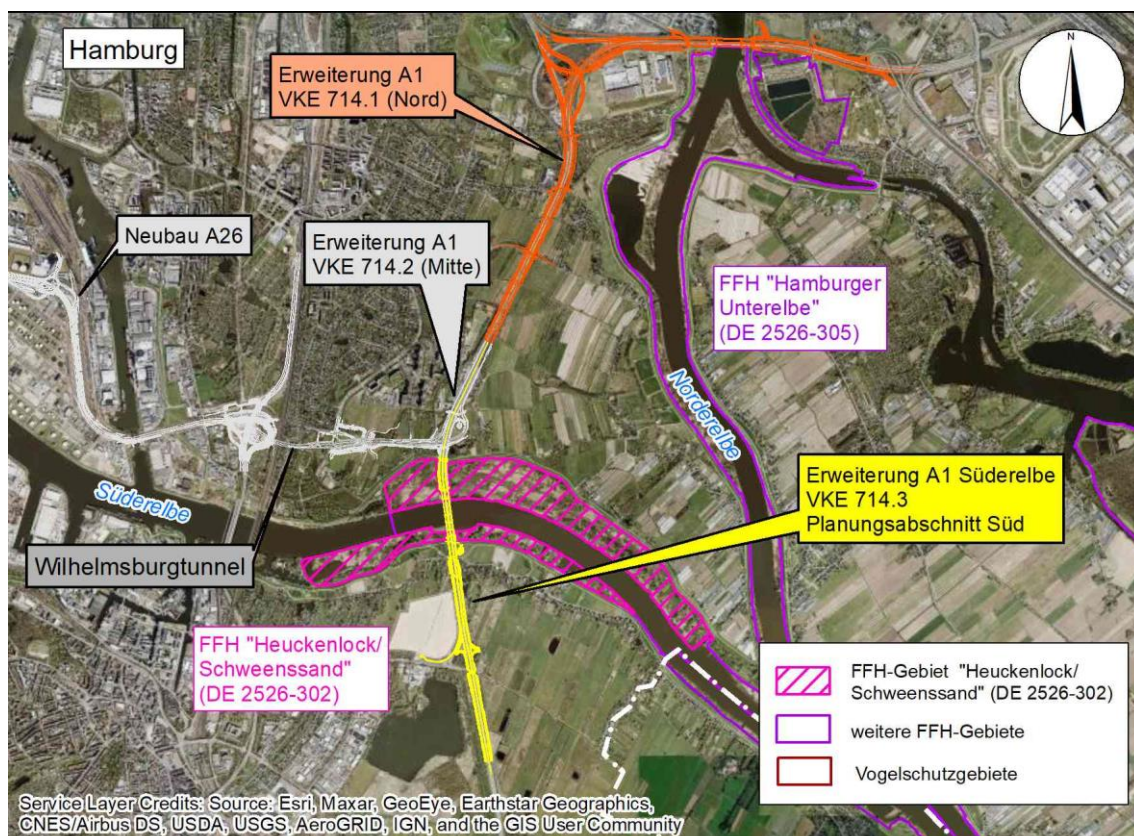 Hamburg
Erweiterung A1
VKE 714.1 (Nord)
N
Neubau A26
Erweiterung A1
VKE 714.2 (Mitte)
FFH "Hamburger
Unterelbe"
(DE 2526-305)
Norderelbe
Süderelbe
Erweiterung A1 Süderelbe
VKE 714.3
Planungsabschnitt Süd
Wilhelmsburgtunnel
FFH "Heuckenlock/
Schweenssand"
(DE 2526-302)
FFH-Gebiet "Heuckenlock/
Schweenssand" (DE 2526-302)
weitere FFH-Gebiete
Vogelschutzgebiete
Service Layer Credits: Source: Esri, Maxar, GeoEye, Earthstar Geographics,
CNES/Airbus DS, USDA, USGS, AeroGRID, IGN, and the GIS User Community